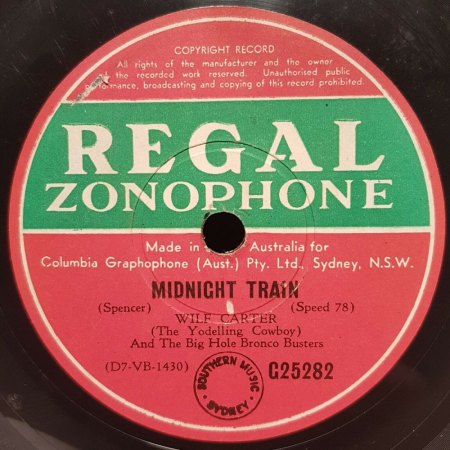 COPYRIGHT RECORD
All rights of the manufacturer and the owner
of the recorded work reserved. Unauthorised public
performance, broadcasting and copying of this record prohibited.
REGAL
ZONOPHONE
Made in Australia for
Columbia Graphophone (Aust.) Pty. Ltd., Sydney, N.S.W.
MIDNIGHT TRAIN
(Spencer) (Speed 78)
WILF CARTER
(The Yodelling Cowboy)
And The Big Hole Bronco Busters
(D7-VB-1430) SOUTHERN MUSIC SYDNEY G25282